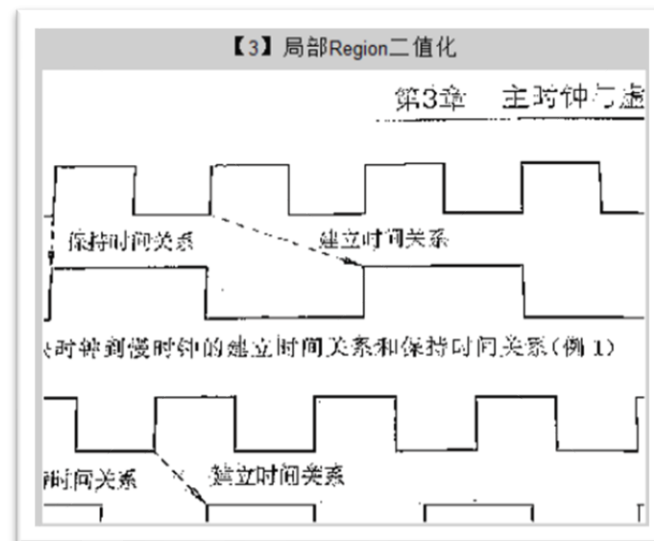 【3】局部Region二值化
第3章 主时钟与虚
保持时间关系 建立时间关系
时钟到慢时钟的建立时间关系和保持时间关系(例 1)
时间关系 建立时间关系